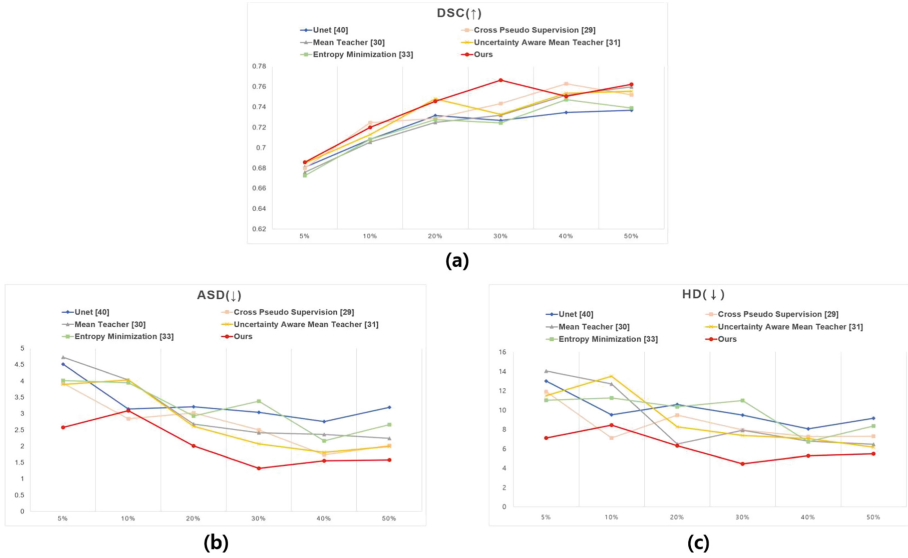 DSC(↑)
Unet [40]
Cross Pseudo Supervision [29]
Mean Teacher [30]
Uncertainty Aware Mean Teacher [31]
Entropy Minimization [33]
Ours
0.78
0.76
0.74
0.72
0.7
0.68
0.66
0.64
0.62
5% 10% 20% 30% 40% 50%
(a)
ASD(↓)
Unet [40]
Cross Pseudo Supervision [29]
Mean Teacher [30]
Uncertainty Aware Mean Teacher [31]
Entropy Minimization [33]
Ours
5
4.5
4
3.5
3
2.5
2
1.5
1
0.5
0
5% 10% 20% 30% 40% 50%
(b)
HD(↓)
Unet [40]
Cross Pseudo Supervision [29]
Mean Teacher [30]
Uncertainty Aware Mean Teacher [31]
Entropy Minimization [33]
Ours
16
14
12
10
8
6
4
2
0
5% 10% 20% 30% 40% 50%
(c)